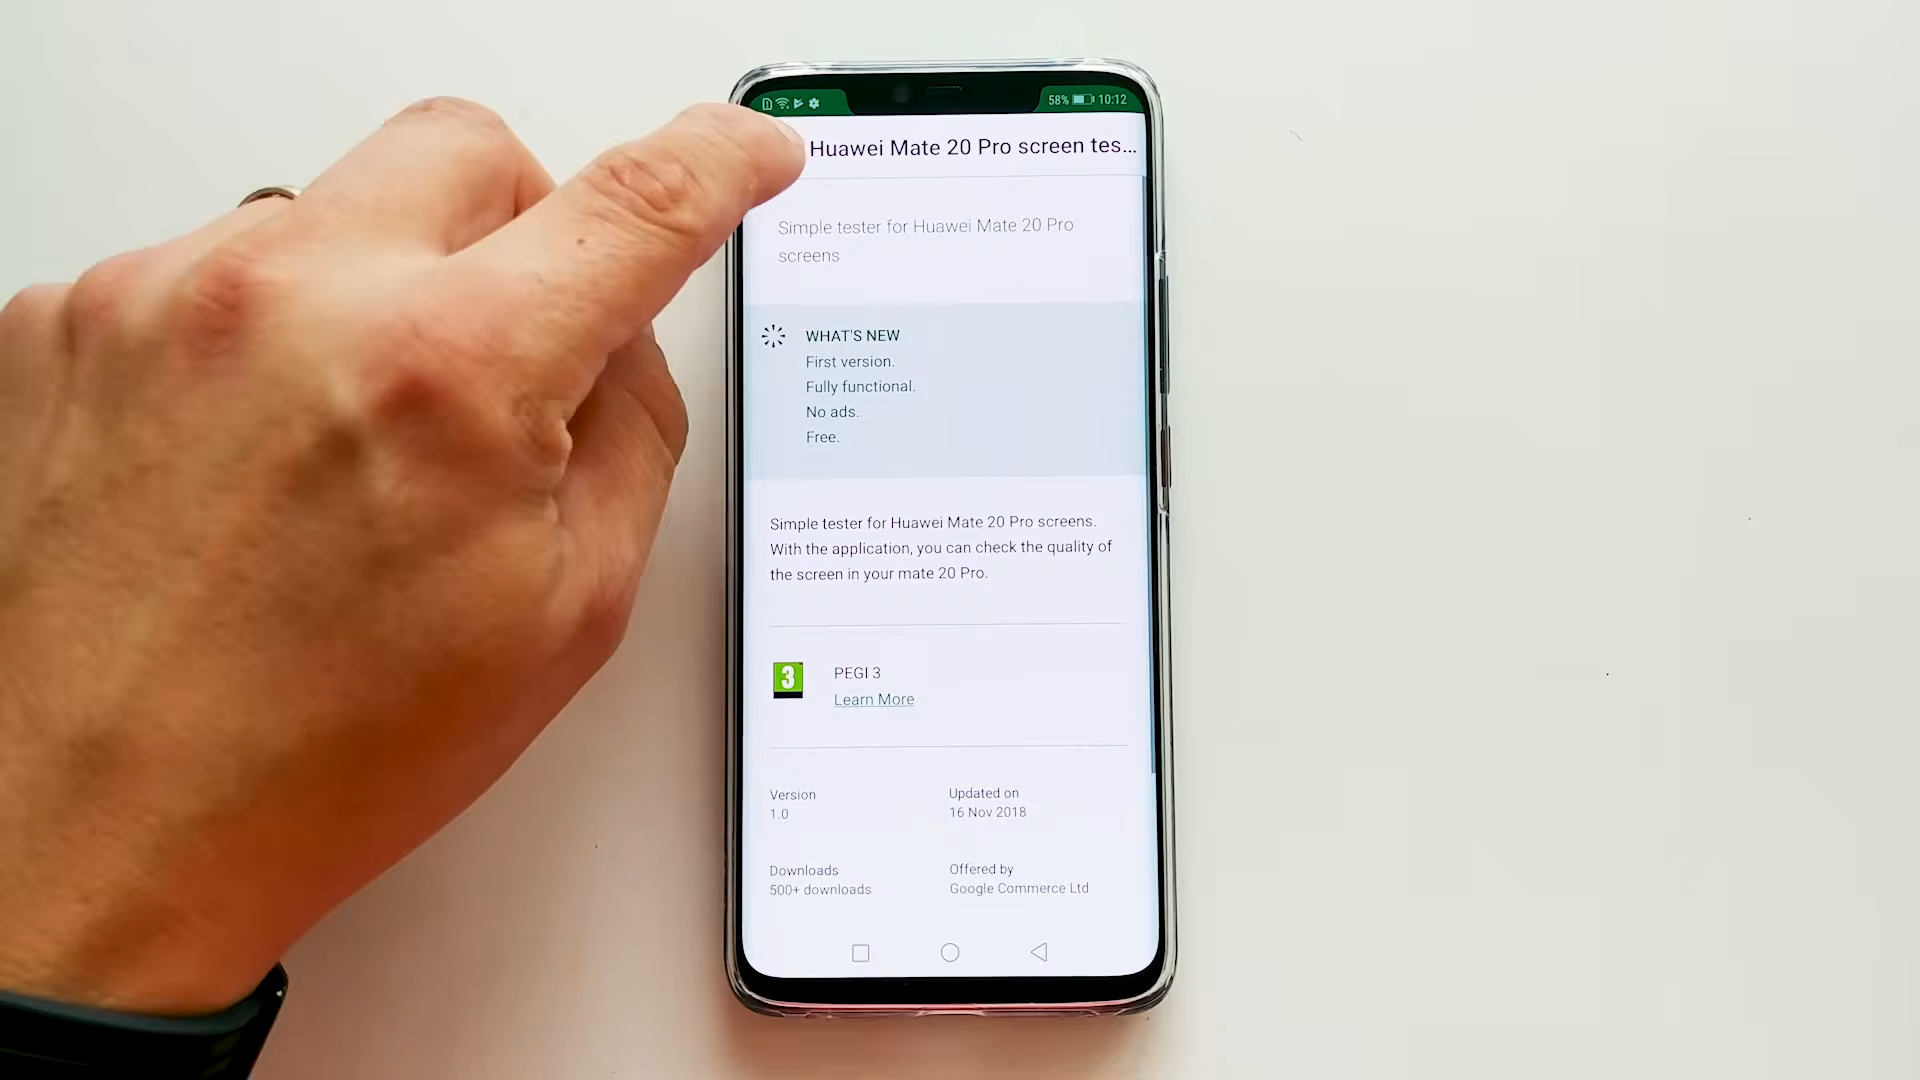 58% 10:12
Huawei Mate 20 Pro screen tes...
Simple tester for Huawei Mate 20 Pro
screens
WHAT'S NEW
First version.
Fully functional.
No ads.
Free.
Simple tester for Huawei Mate 20 Pro screens.
With the application, you can check the quality of
the screen in your mate 20 Pro.
3
PEGI 3
Learn More
Version
1.0
Updated on
16 Nov 2018
Downloads
500+ downloads
Offered by
Google Commerce Ltd